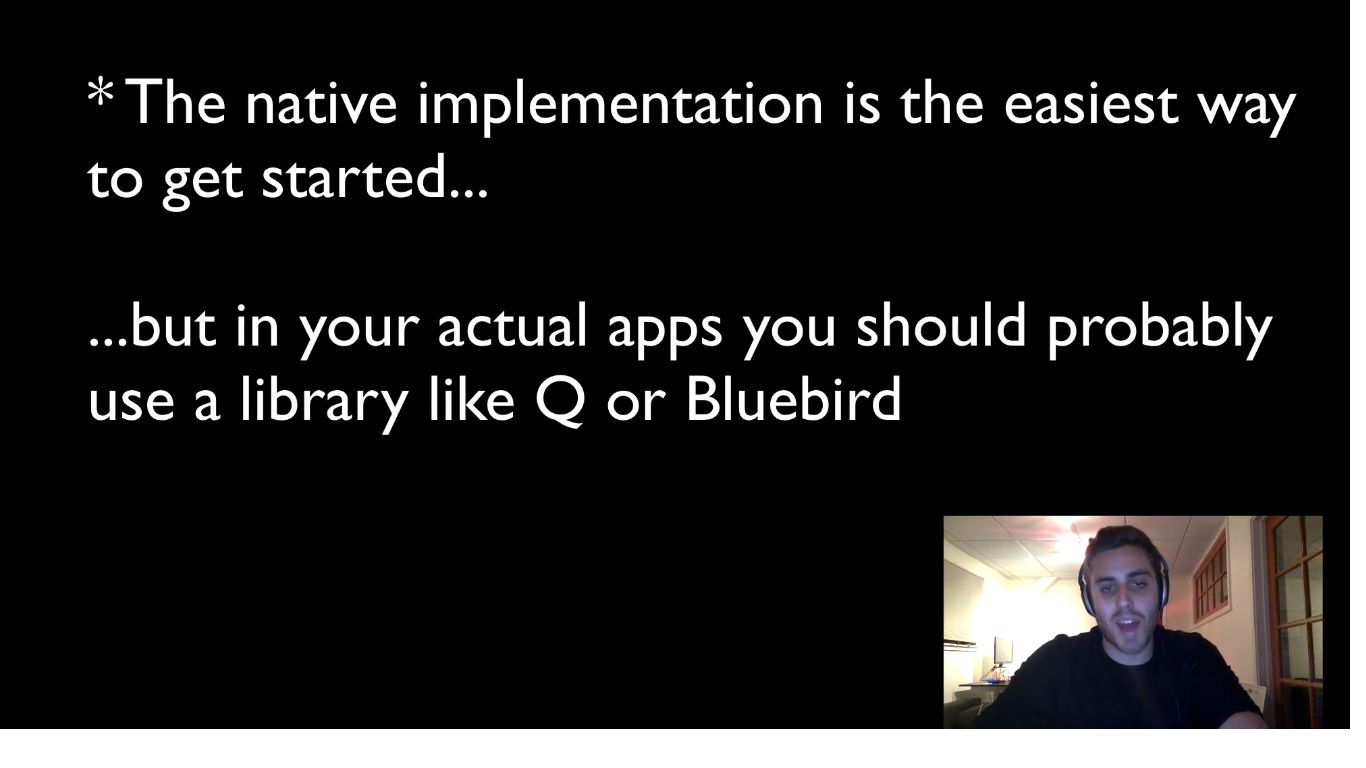 * The native implementation is the easiest way
to get started...
...but in your actual apps you should probably
use a library like Q or Bluebird